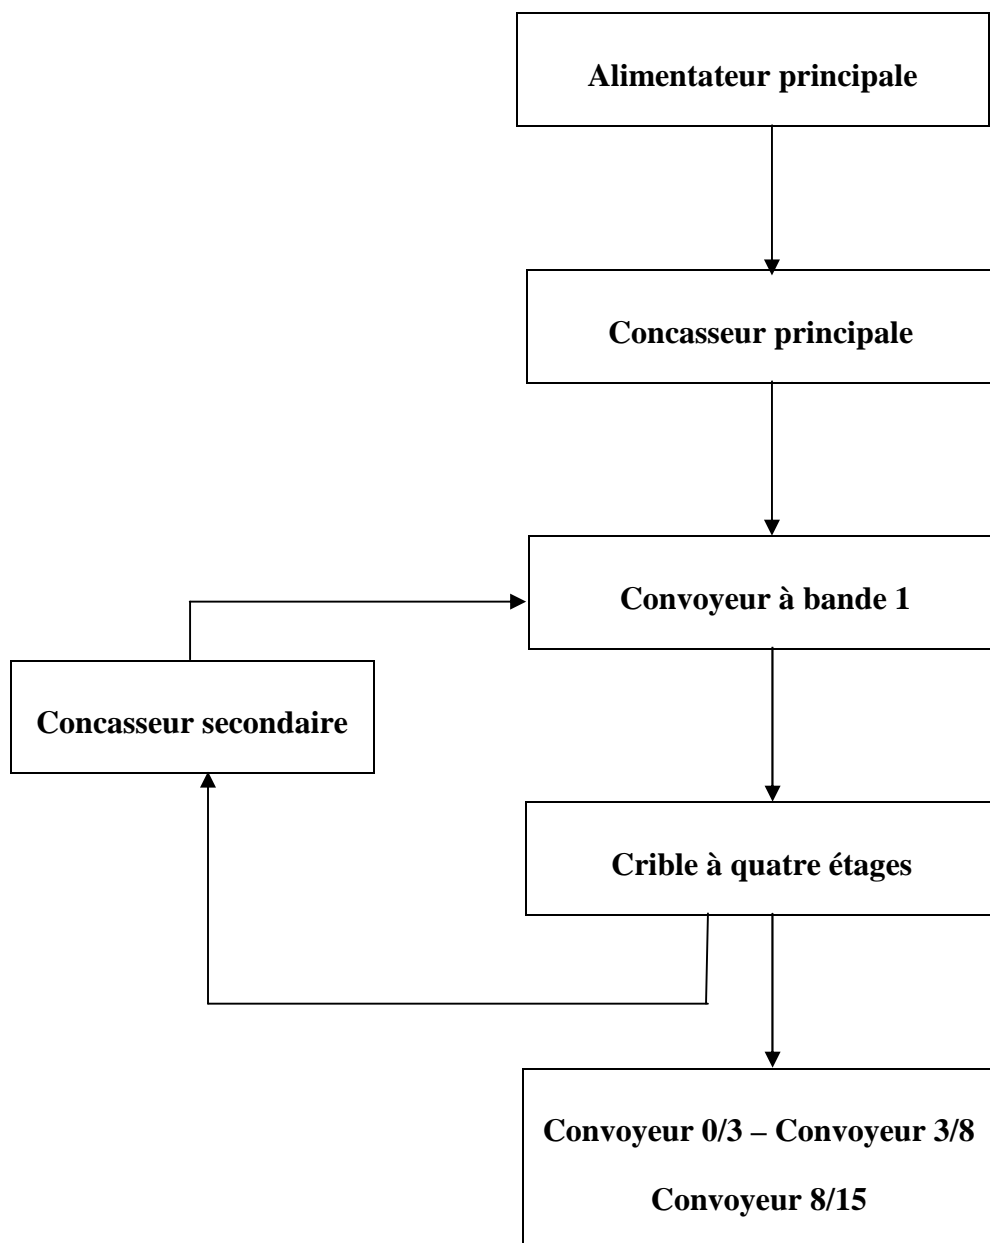 Alimentateur principale
Concasseur principale
Convoyeur à bande 1
Concasseur secondaire
Crible à quatre étages
Convoyeur 0/3 – Convoyeur 3/8
Convoyeur 8/15